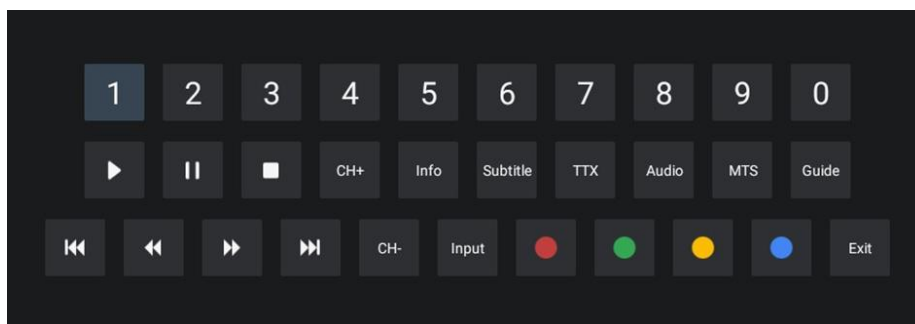 1 2 3 4 5 6 7 8 9 0
CH+ Info Subtitle TTX Audio MTS Guide
CH- Input Exit